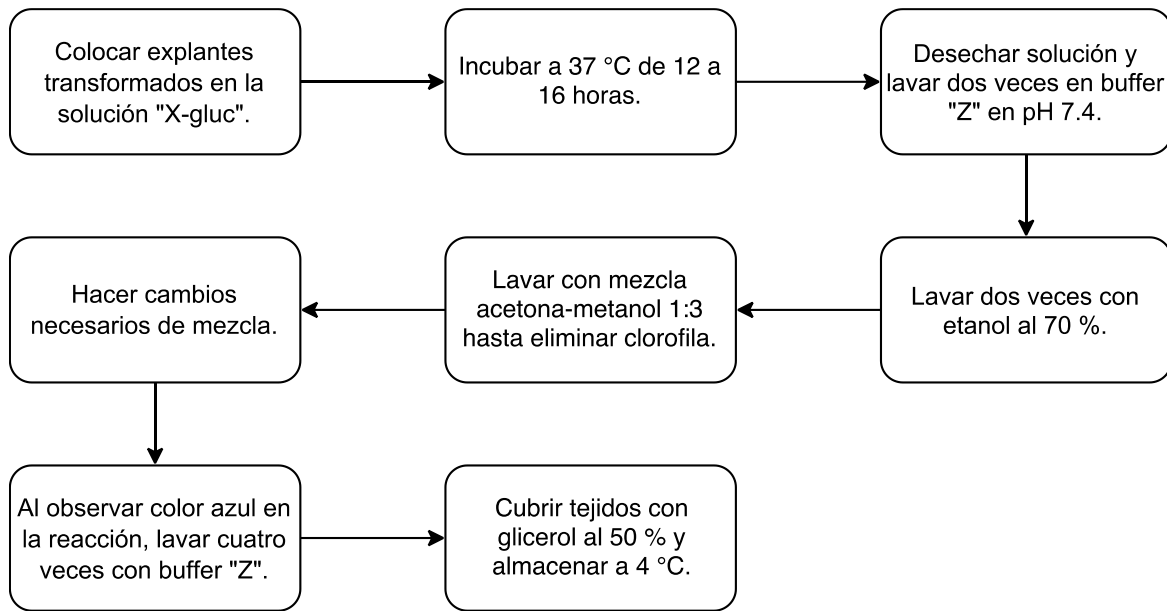 Colocar explantes
transformados en la
solución "X-gluc".
Incubar a 37 °C de 12 a
16 horas.
Desechar solución y
lavar dos veces en buffer
"Z" en pH 7.4.
Lavar dos veces con
etanol al 70 %.
Lavar con mezcla
acetona-metanol 1:3
hasta eliminar clorofila.
Hacer cambios
necesarios de mezcla.
Al observar color azul en
la reacción, lavar cuatro
veces con buffer "Z".
Cubrir tejidos con
glicerol al 50 % y
almacenar a 4 °C.